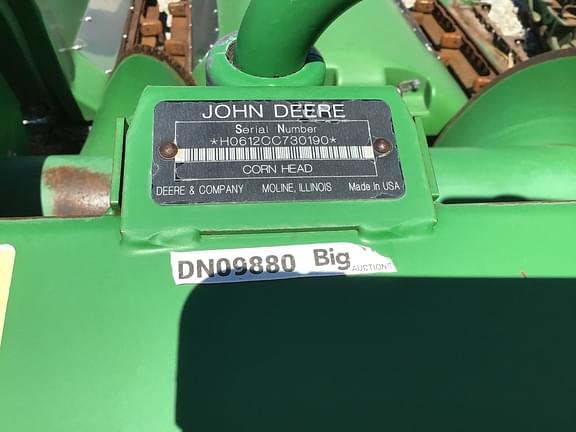 JOHN DEERE
Serial Number
*H0612CC730190*
CORN HEAD
DEERE & COMPANY MOLINE, ILLINOIS Made In USA
DN09880 Big AUCTIONS